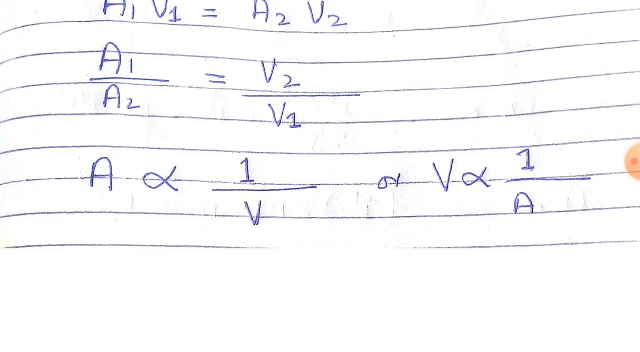 A₁ V₁ = A₂ V₂
A₁/A₂ = V₂/V₁
A ∝ 1/V or V ∝ 1/A